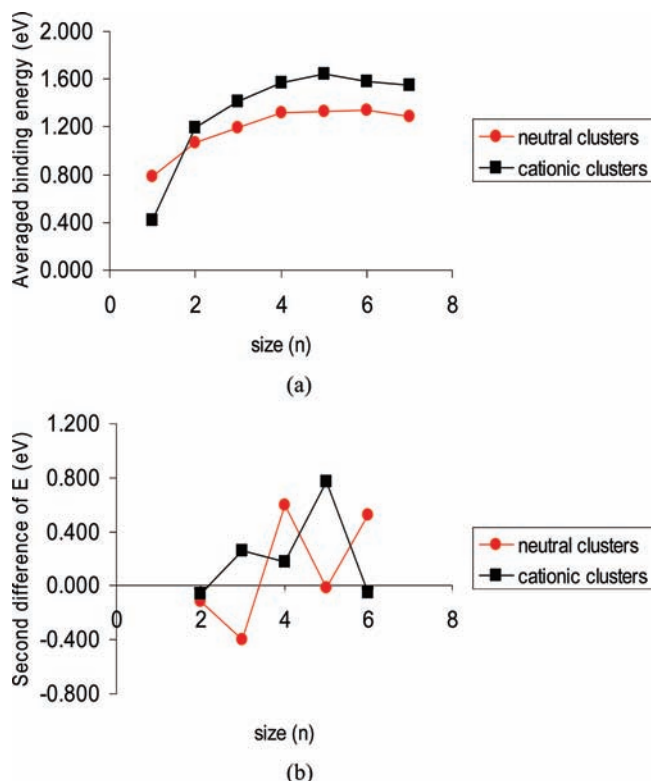 Averaged binding energy (eV)
2.000
1.600
1.200
0.800
0.400
0.000
0 2 4 6 8
size (n)
neutral clusters
cationic clusters
(a)
Second difference of E (eV)
1.200
0.800
0.400
0.000
-0.400
-0.800
0 2 4 6 8
size (n)
neutral clusters
cationic clusters
(b)